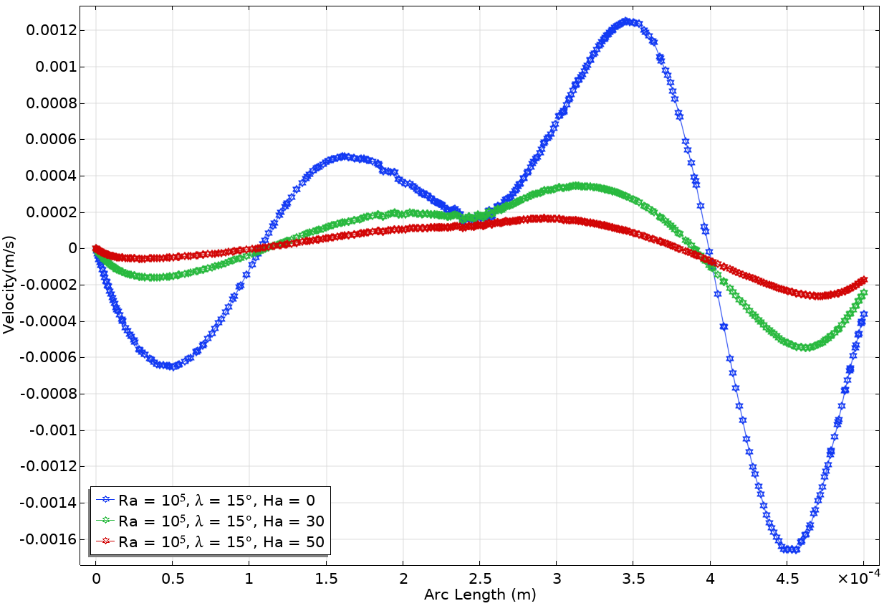 0.0012
0.001
0.0008
0.0006
0.0004
0.0002
0
-0.0002
-0.0004
-0.0006
-0.0008
-0.001
-0.0012
-0.0014
-0.0016
Velocity(m/s)
Ra = 10⁵, λ = 15°, Ha = 0
Ra = 10⁵, λ = 15°, Ha = 30
Ra = 10⁵, λ = 15°, Ha = 50
0 0.5 1 1.5 2 2.5 3 3.5 4 4.5 ×10⁻⁴
Arc Length (m)